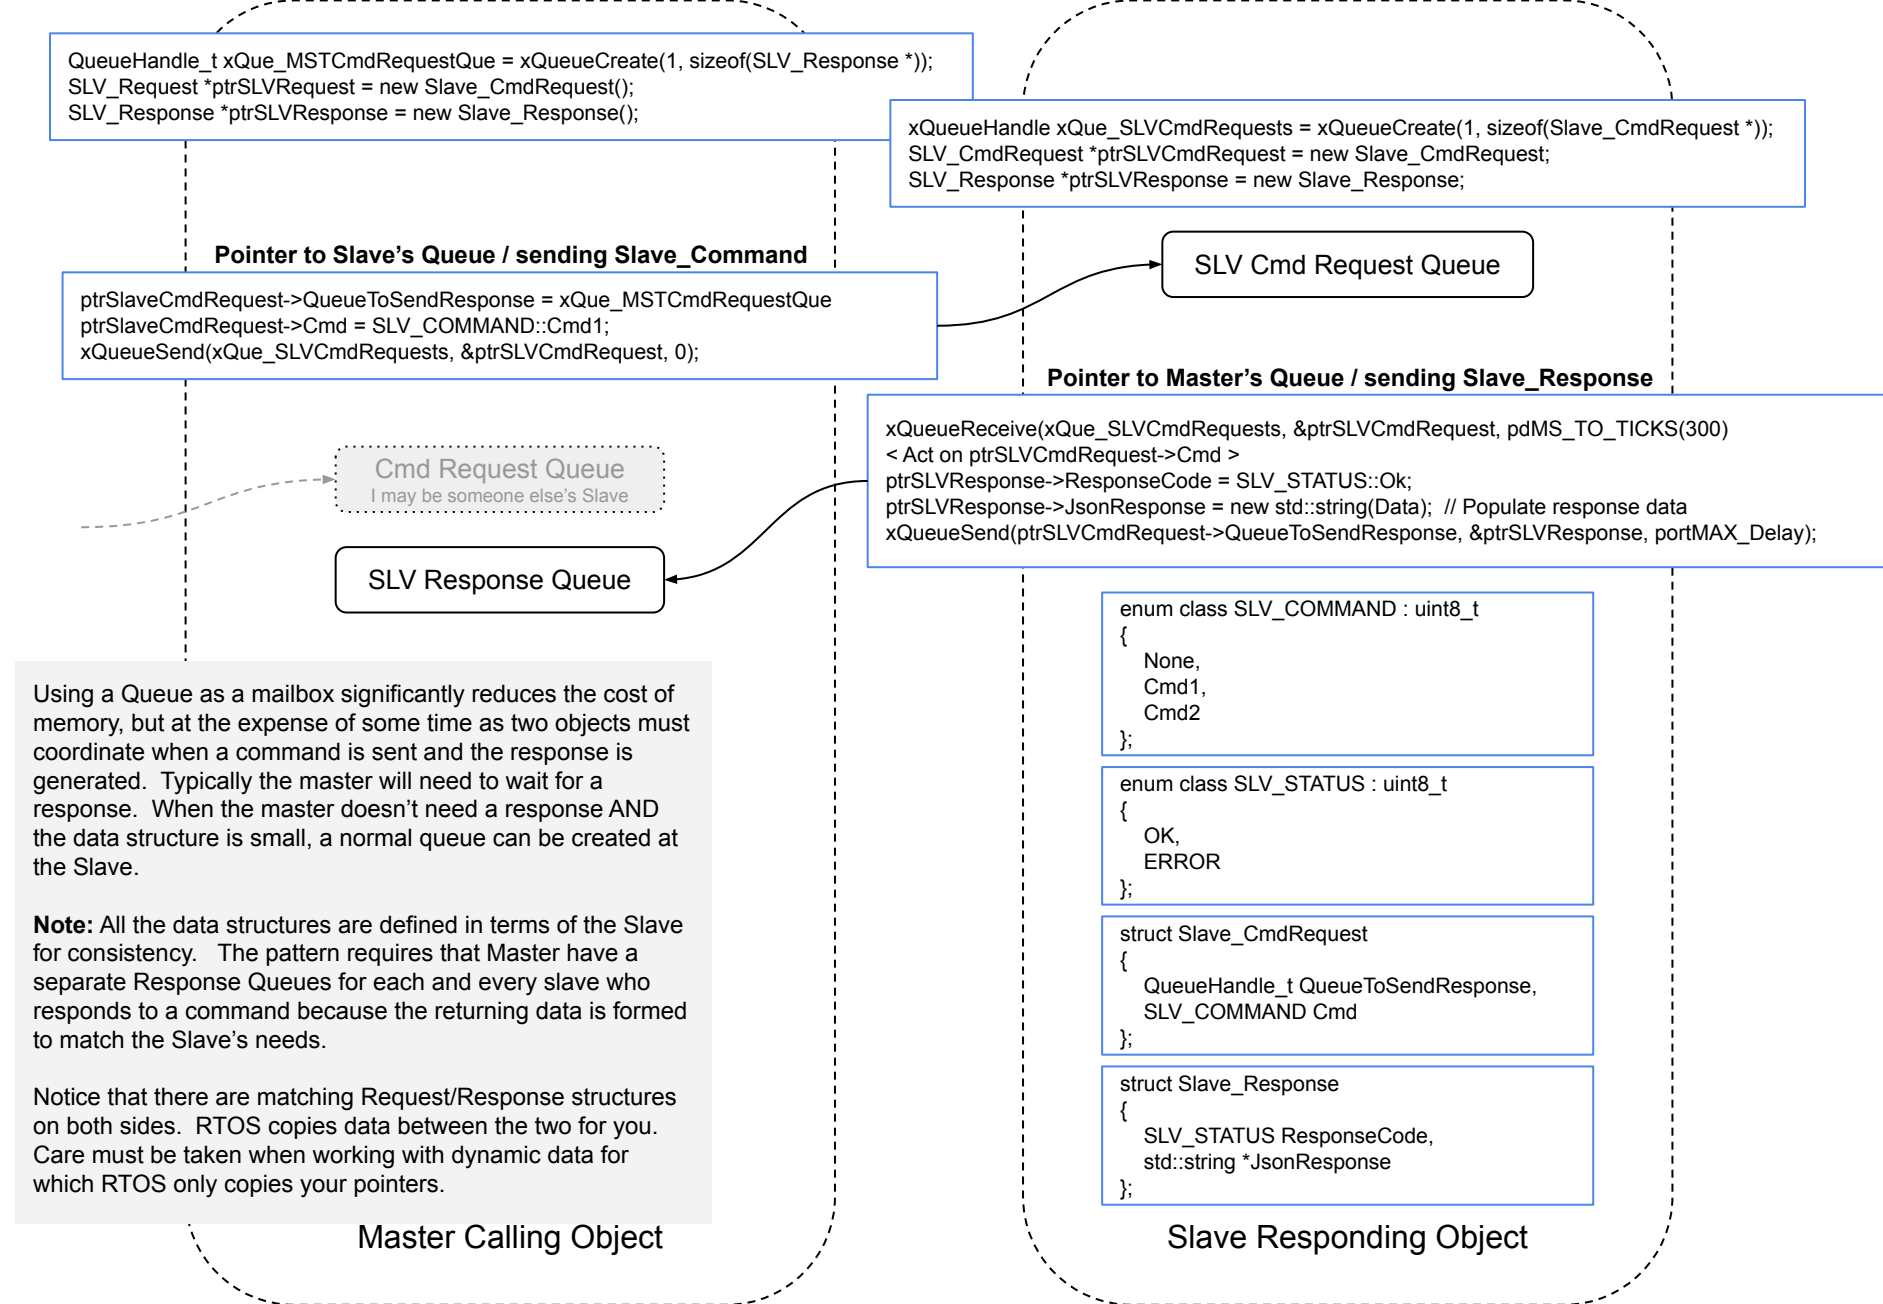 QueueHandle_t xQue_MSTCmdRequestQue = xQueueCreate(1, sizeof(SLV_Response *));
SLV_Request *ptrSLVRequest = new Slave_CmdRequest();
SLV_Response *ptrSLVResponse = new Slave_Response();
xQueueHandle xQue_SLVCmdRequests = xQueueCreate(1, sizeof(Slave_CmdRequest *));
SLV_CmdRequest *ptrSLVCmdRequest = new Slave_CmdRequest;
SLV_Response *ptrSLVResponse = new Slave_Response;
Pointer to Slave’s Queue / sending Slave_Command
ptrSlaveCmdRequest->QueueToSendResponse = xQue_MSTCmdRequestQue
ptrSlaveCmdRequest->Cmd = SLV_COMMAND::Cmd1;
xQueueSend(xQue_SLVCmdRequests, &ptrSLVCmdRequest, 0);
SLV Cmd Request Queue
Pointer to Master’s Queue / sending Slave_Response
xQueueReceive(xQue_SLVCmdRequests, &ptrSLVCmdRequest, pdMS_TO_TICKS(300)
< Act on ptrSLVCmdRequest->Cmd >
ptrSLVResponse->ResponseCode = SLV_STATUS::Ok;
ptrSLVResponse->JsonResponse = new std::string(Data);  // Populate response data
xQueueSend(ptrSLVCmdRequest->QueueToSendResponse, &ptrSLVResponse, portMAX_Delay);
Cmd Request Queue
I may be someone else’s Slave
SLV Response Queue
Using a Queue as a mailbox significantly reduces the cost of
memory, but at the expense of some time as two objects must
coordinate when a command is sent and the response is
generated.  Typically the master will need to wait for a
response.  When the master doesn’t need a response AND
the data structure is small, a normal queue can be created at
the Slave.
Note: All the data structures are defined in terms of the Slave
for consistency.   The pattern requires that Master have a
separate Response Queues for each and every slave who
responds to a command because the returning data is formed
to match the Slave’s needs.
Notice that there are matching Request/Response structures
on both sides.  RTOS copies data between the two for you.
Care must be taken when working with dynamic data for
which RTOS only copies your pointers.
Master Calling Object
enum class SLV_COMMAND : uint8_t
{
None,
Cmd1,
Cmd2
};
enum class SLV_STATUS : uint8_t
{
OK,
ERROR
};
struct Slave_CmdRequest
{
QueueHandle_t QueueToSendResponse,
SLV_COMMAND Cmd
};
struct Slave_Response
{
SLV_STATUS ResponseCode,
std::string *JsonResponse
};
Slave Responding Object